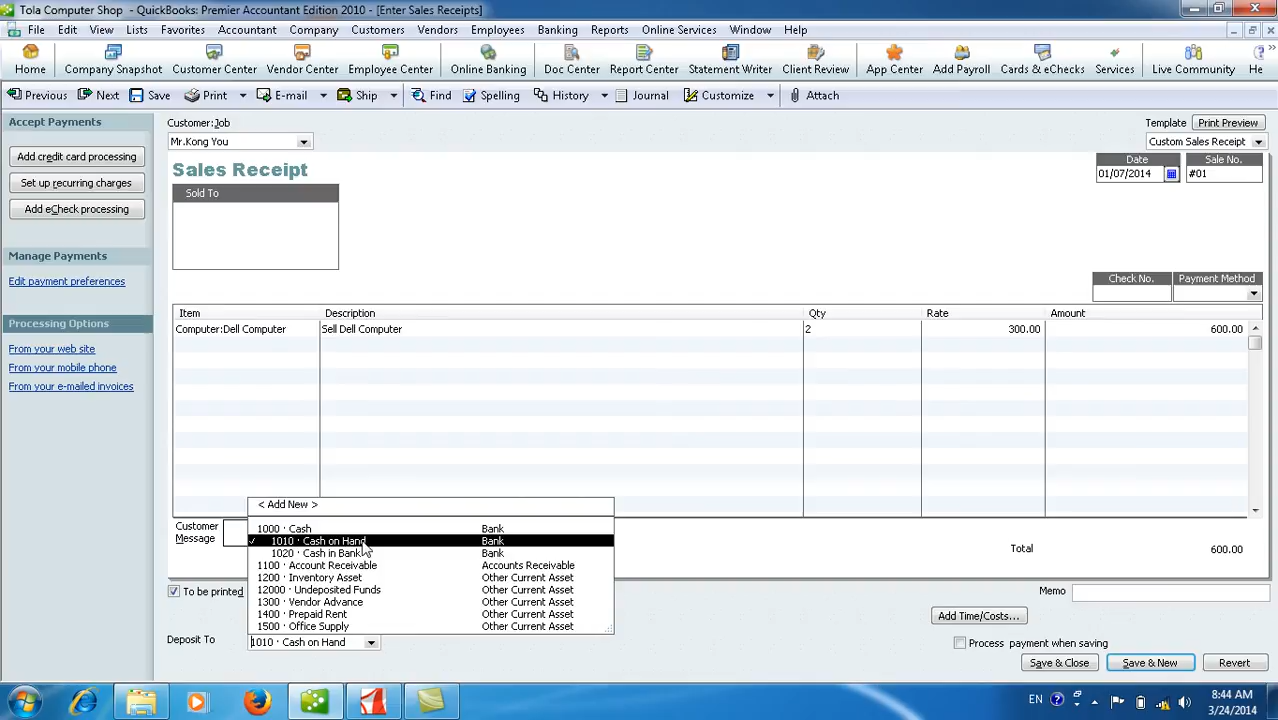 Tola Computer Shop - QuickBooks: Premier Accountant Edition 2010 - [Enter Sales Receipts]
File Edit View Lists Favorites Accountant Company Customers Vendors Employees Banking Reports Online Services Window Help
Home Company Snapshot Customer Center Vendor Center Employee Center Online Banking Doc Center Report Center Statement Writer Client Review App Center Add Payroll Cards & eChecks Services Live Community He
Previous Next Save Print E-mail Ship Find Spelling History Journal Customize Attach
Accept Payments
Add credit card processing
Set up recurring charges
Add eCheck processing
Manage Payments
Edit payment preferences
Processing Options
From your web site
From your mobile phone
From your e-mailed invoices
Customer:Job
Mr.Kong You
Template Print Preview
Custom Sales Receipt
Sales Receipt
Date Sale No.
01/07/2014 #01
Sold To
Check No. Payment Method
Item Description Qty Rate Amount
Computer:Dell Computer Sell Dell Computer 2 300.00 600.00
< Add New >
1000 · Cash Bank
✓ 1010 · Cash on Hand Bank
1020 · Cash in Bank Bank
1100 · Account Receivable Accounts Receivable
1200 · Inventory Asset Other Current Asset
12000 · Undeposited Funds Other Current Asset
1300 · Vendor Advance Other Current Asset
1400 · Prepaid Rent Other Current Asset
1500 · Office Supply Other Current Asset
Customer
Message
Total 600.00
To be printed
Memo
Add Time/Costs...
Deposit To 1010 · Cash on Hand
Process payment when saving
Save & Close Save & New Revert
EN
8:44 AM
3/24/2014